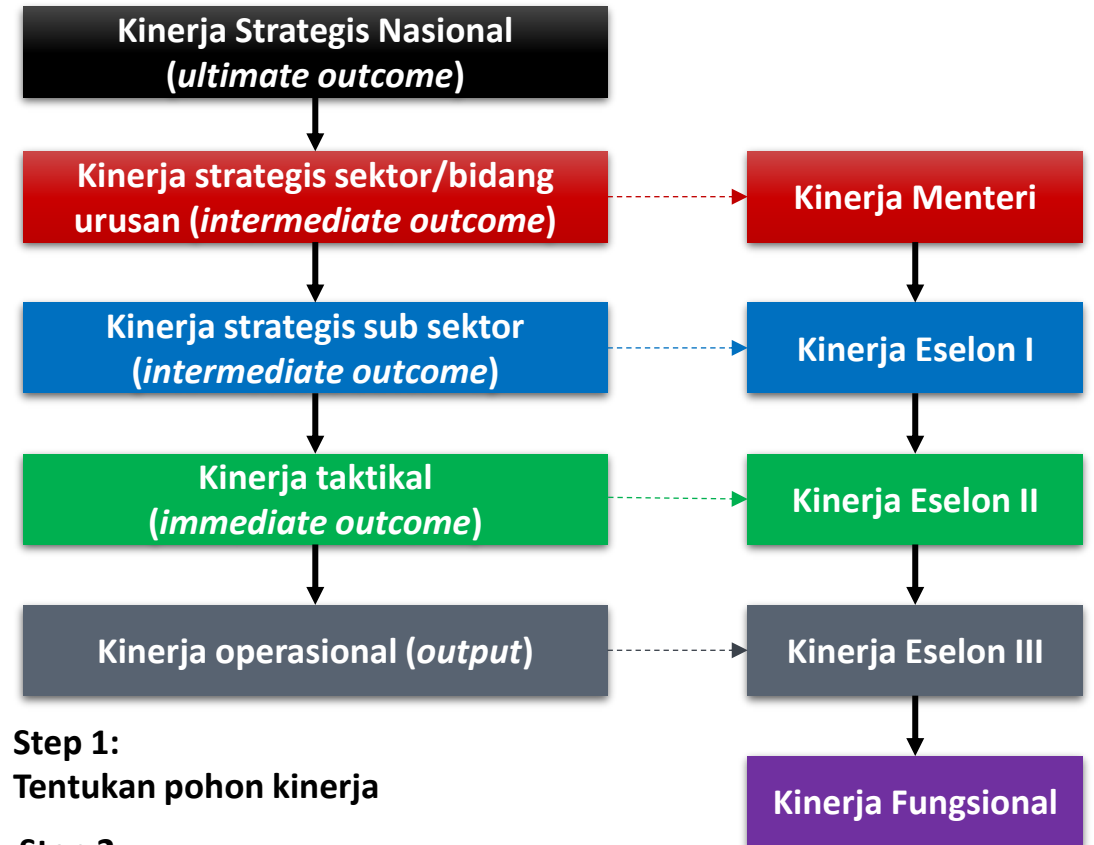 Kinerja Strategis Nasional
(ultimate outcome)
Kinerja strategis sektor/bidang
urusan (intermediate outcome)
Kinerja Menteri
Kinerja strategis sub sektor
(intermediate outcome)
Kinerja Eselon I
Kinerja taktikal
(immediate outcome)
Kinerja Eselon II
Kinerja operasional (output)
Kinerja Eselon III
Step 1:
Tentukan pohon kinerja
Kinerja Fungsional